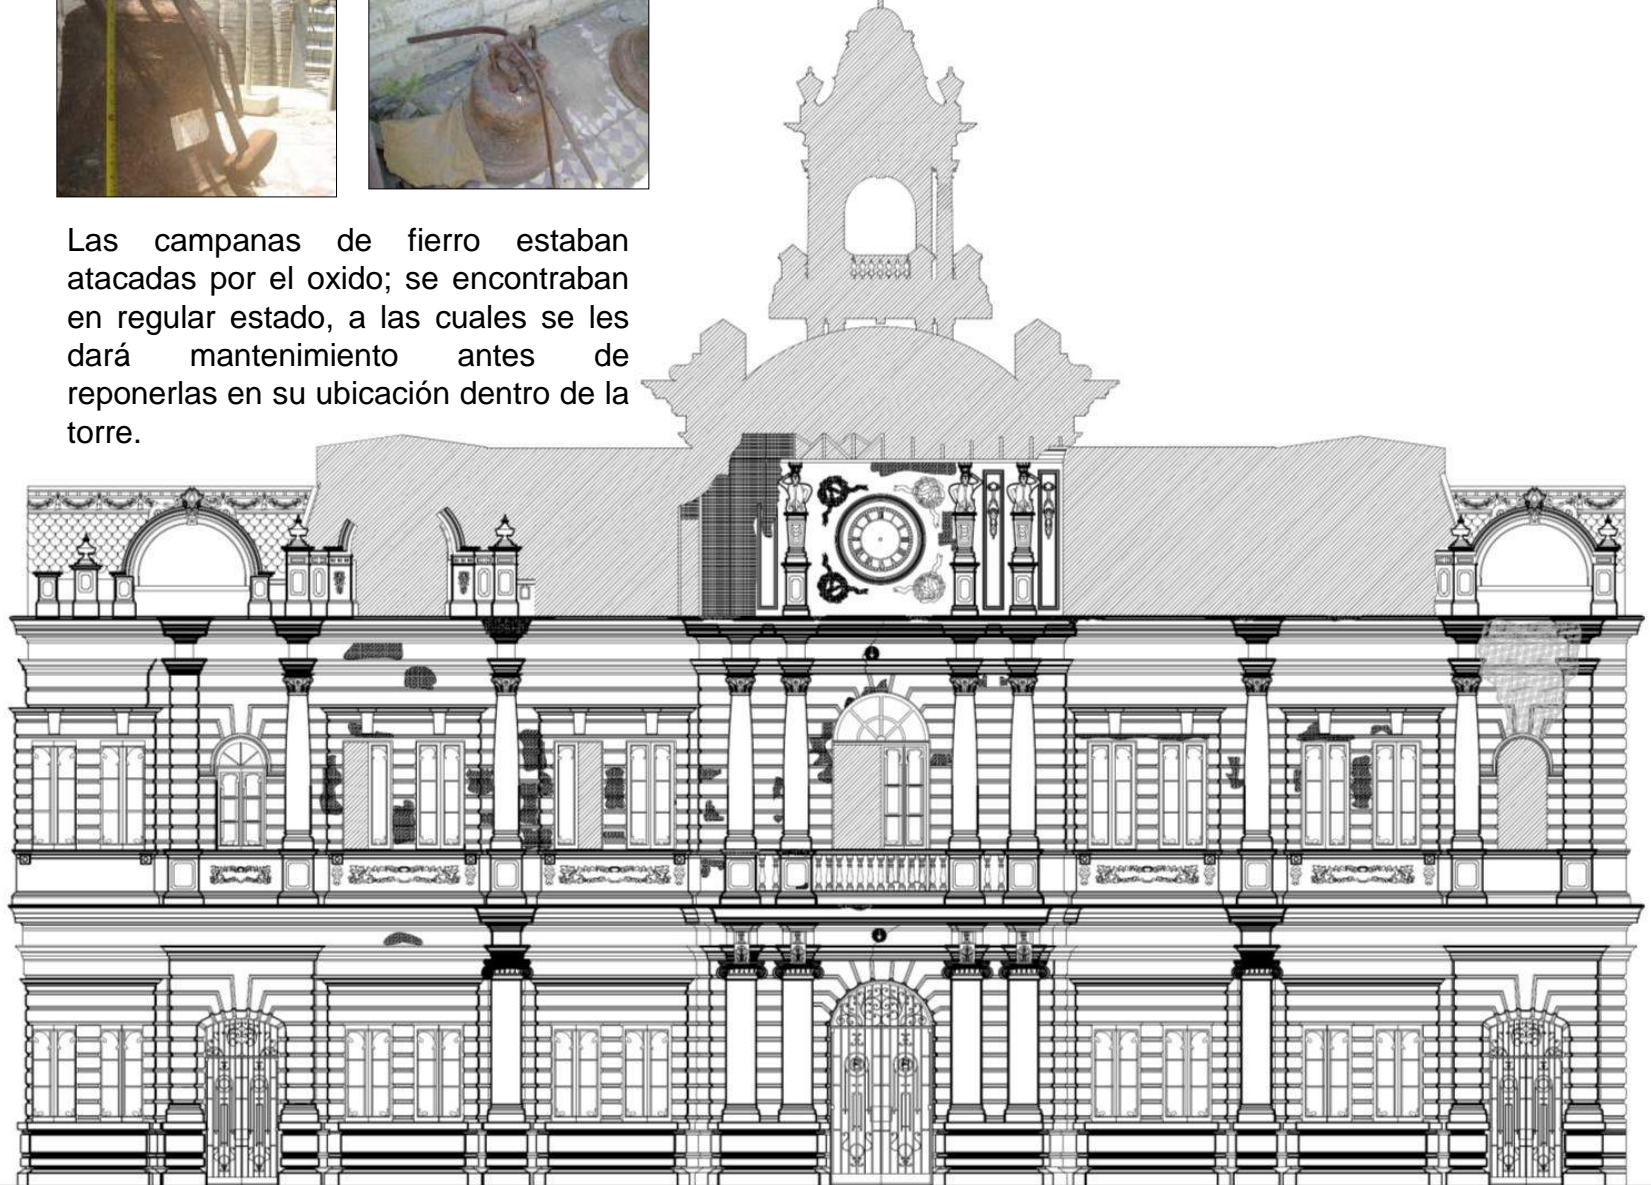 Las campanas de fierro estaban
atacadas por el oxido; se encontraban
en regular estado, a las cuales se les
dará mantenimiento antes de
reponerlas en su ubicación dentro de la
torre.